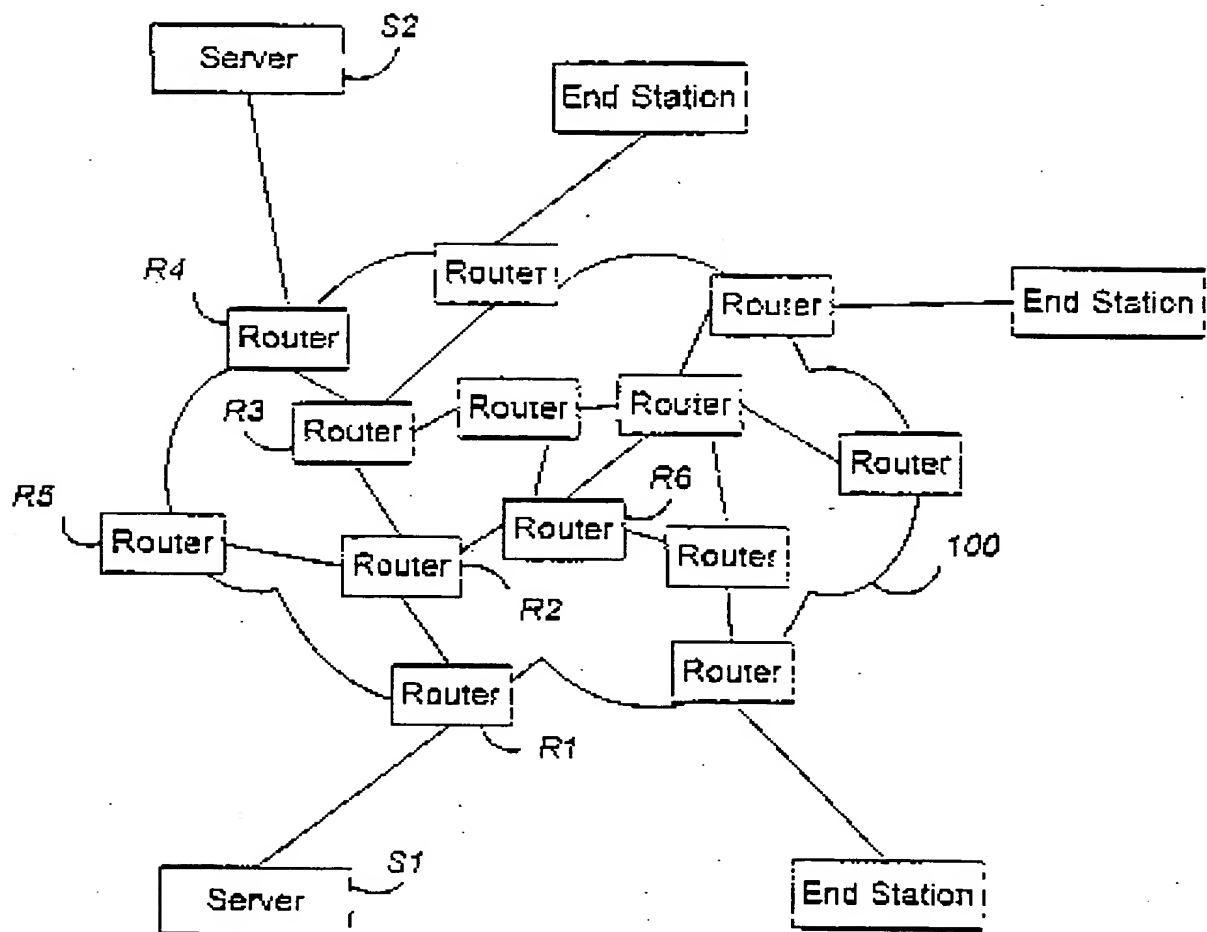 S2
Server
End Station
R4
Router
Router
End Station
Router
R3
Router
Router
Router
Router
R5
R6
Router
Router
Router
Router
100
R2
Router
Router
R1
S1
Server
End Station